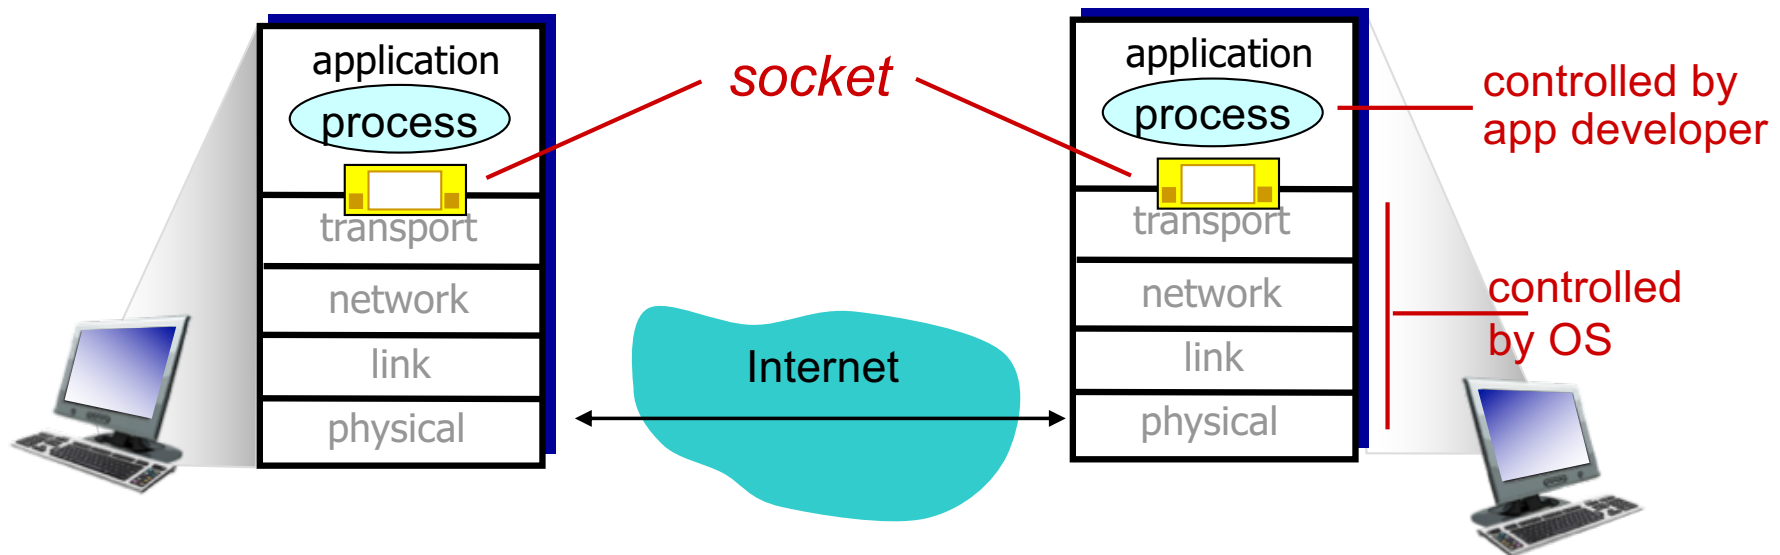 application
process
transport
network
link
physical
socket
Internet
application
process
transport
network
link
physical
controlled by
app developer
controlled
by OS